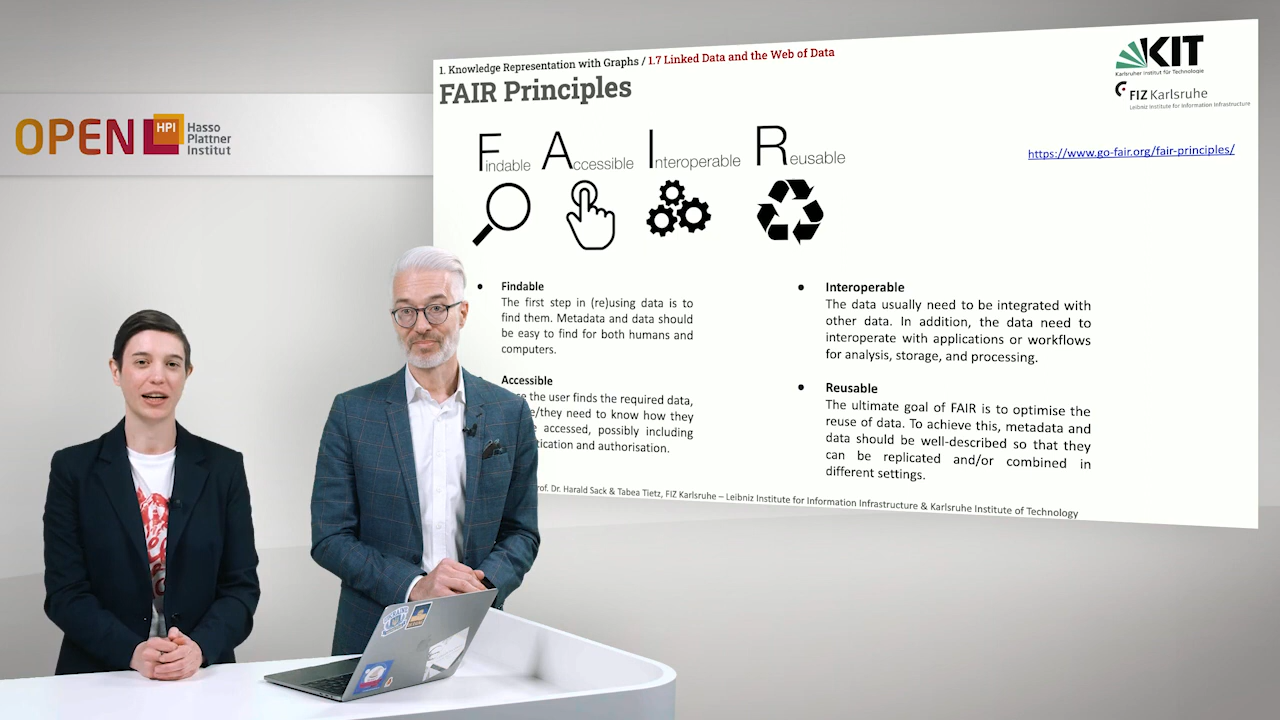 OPEN HPI Hasso
Plattner
Institut
1. Knowledge Representation with Graphs / 1.7 Linked Data and the Web of Data
FAIR Principles
KIT
Karlsruher Institut für Technologie
FIZ Karlsruhe
Leibniz Institute for Information Infrastructure
Findable Accessible Interoperable Reusable
https://www.go-fair.org/fair-principles/
• Findable
The first step in (re)using data is to
find them. Metadata and data should
be easy to find for both humans and
computers.
Accessible
the user finds the required data,
need to know how they
accessed, possibly including
and authorisation.
• Interoperable
The data usually need to be integrated with
other data. In addition, the data need to
interoperate with applications or workflows
for analysis, storage, and processing.
• Reusable
The ultimate goal of FAIR is to optimise the
reuse of data. To achieve this, metadata and
data should be well-described so that they
can be replicated and/or combined in
different settings.
Dr. Harald Sack & Tabea Tietz, FIZ Karlsruhe – Leibniz Institute for Information Infrastructure & Karlsruhe Institute of Technology